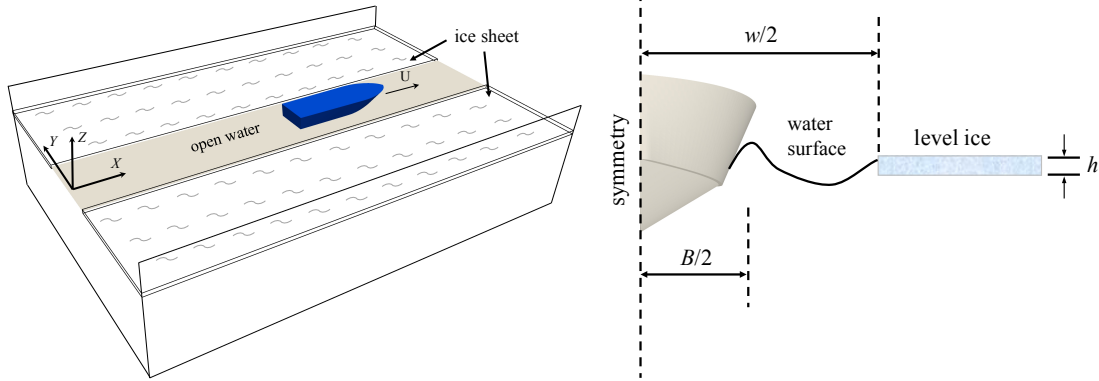 ice sheet
U
open water
Y
Z
X
w/2
symmetry
water
surface
level ice
h
B/2